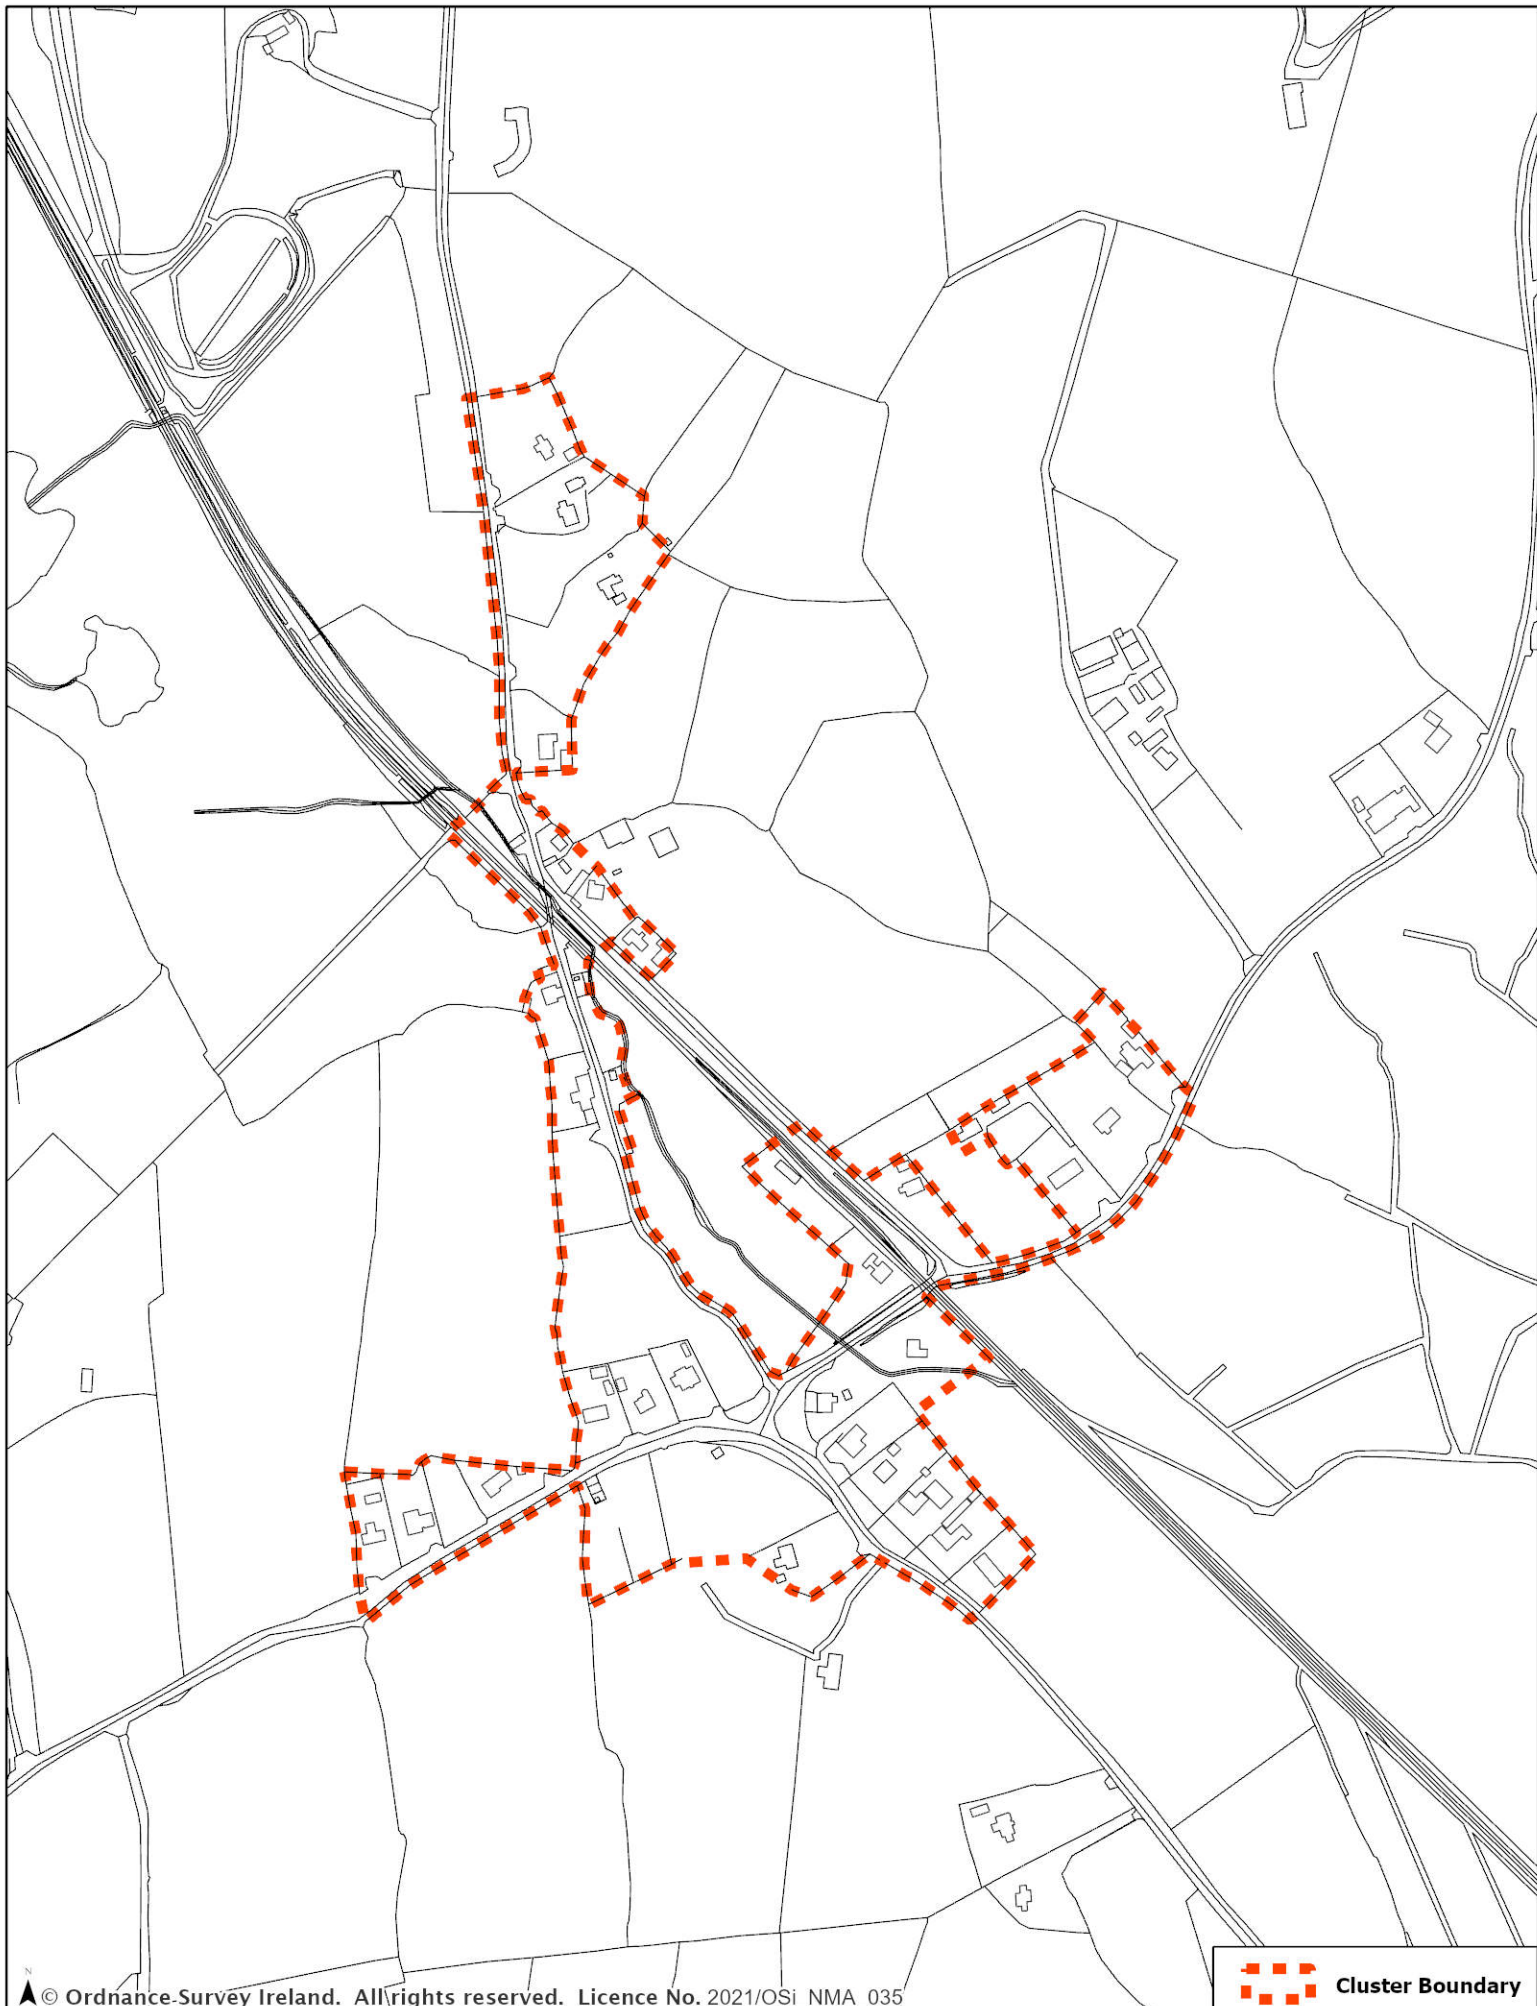 N
© Ordnance Survey Ireland. All rights reserved. Licence No. 2021/OSi_NMA_035
Cluster Boundary